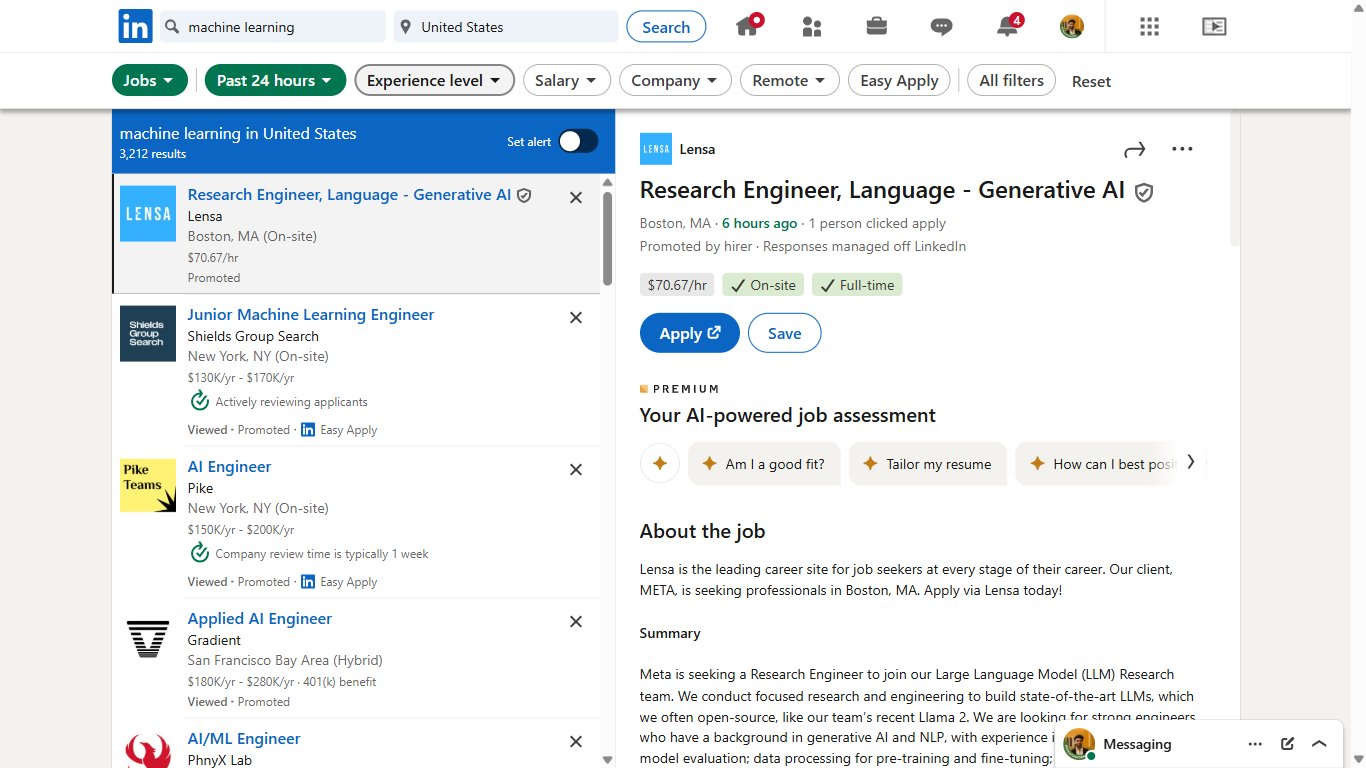 in machine learning United States Search 4
Jobs Past 24 hours Experience level Salary Company Remote Easy Apply All filters Reset
machine learning in United States
3,212 results
Set alert
LENSA
Research Engineer, Language - Generative AI
Lensa
Boston, MA (On-site)
$70.67/hr
Promoted
Shields
Group
Search
Junior Machine Learning Engineer
Shields Group Search
New York, NY (On-site)
$130K/yr - $170K/yr
Actively reviewing applicants
Viewed · Promoted · in Easy Apply
Pike
Teams
AI Engineer
Pike
New York, NY (On-site)
$150K/yr - $200K/yr
Company review time is typically 1 week
Viewed · Promoted · in Easy Apply
Applied AI Engineer
Gradient
San Francisco Bay Area (Hybrid)
$180K/yr - $280K/yr · 401(k) benefit
Viewed · Promoted
AI/ML Engineer
PhnyX Lab
LENSA
Lensa
Research Engineer, Language - Generative AI
Boston, MA · 6 hours ago · 1 person clicked apply
Promoted by hirer · Responses managed off LinkedIn
$70.67/hr On-site Full-time
Apply Save
PREMIUM
Your AI-powered job assessment
Am I a good fit? Tailor my resume How can I best posi
About the job
Lensa is the leading career site for job seekers at every stage of their career. Our client,
META, is seeking professionals in Boston, MA. Apply via Lensa today!
Summary
Meta is seeking a Research Engineer to join our Large Language Model (LLM) Research
team. We conduct focused research and engineering to build state-of-the-art LLMs, which
we often open-source, like our team's recent Llama 2. We are looking for strong engineers
who have a background in generative AI and NLP, with experience i
model evaluation; data processing for pre-training and fine-tuning;
Messaging